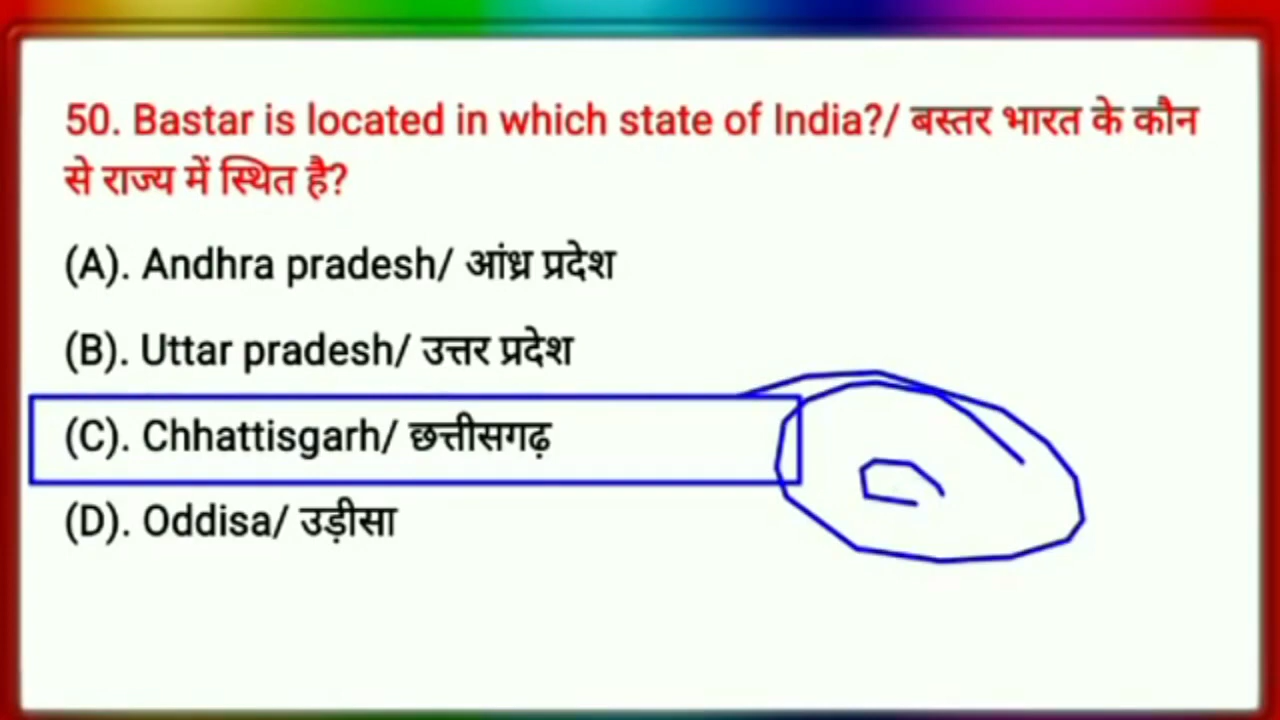 50. Bastar is located in which state of India?/ बस्तर भारत के कौन
से राज्य में स्थित है?
(A). Andhra pradesh/ आंध्र प्रदेश
(B). Uttar pradesh/ उत्तर प्रदेश
(C). Chhattisgarh/ छत्तीसगढ़
(D). Oddisa/ उड़ीसा